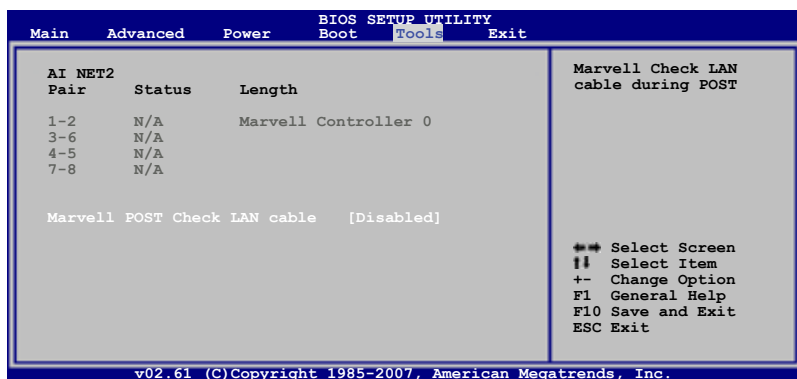 BIOS SETUP UTILITY
Main Advanced Power Boot Tools Exit
AI NET2
Pair Status Length
1-2 N/A Marvell Controller 0
3-6 N/A
4-5 N/A
7-8 N/A
Marvell POST Check LAN cable [Disabled]
Marvell Check LAN
cable during POST
Select Screen
Select Item
+- Change Option
F1 General Help
F10 Save and Exit
ESC Exit
v02.61 (C)Copyright 1985-2007, American Megatrends, Inc.